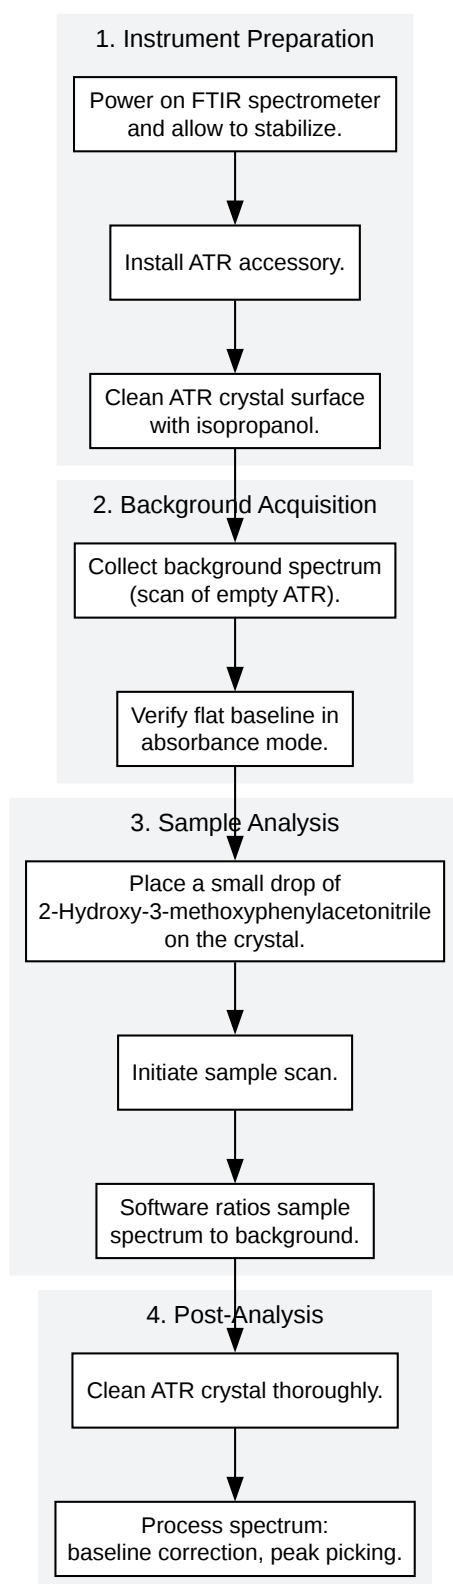 1. Instrument Preparation
Power on FTIR spectrometer
and allow to stabilize.
Install ATR accessory.
Clean ATR crystal surface
with isopropanol.
2. Background Acquisition
Collect background spectrum
(scan of empty ATR).
Verify flat baseline in
absorbance mode.
3. Sample Analysis
Place a small drop of
2-Hydroxy-3-methoxyphenylacetonitrile
on the crystal.
Initiate sample scan.
Software ratios sample
spectrum to background.
4. Post-Analysis
Clean ATR crystal thoroughly.
Process spectrum:
baseline correction, peak picking.